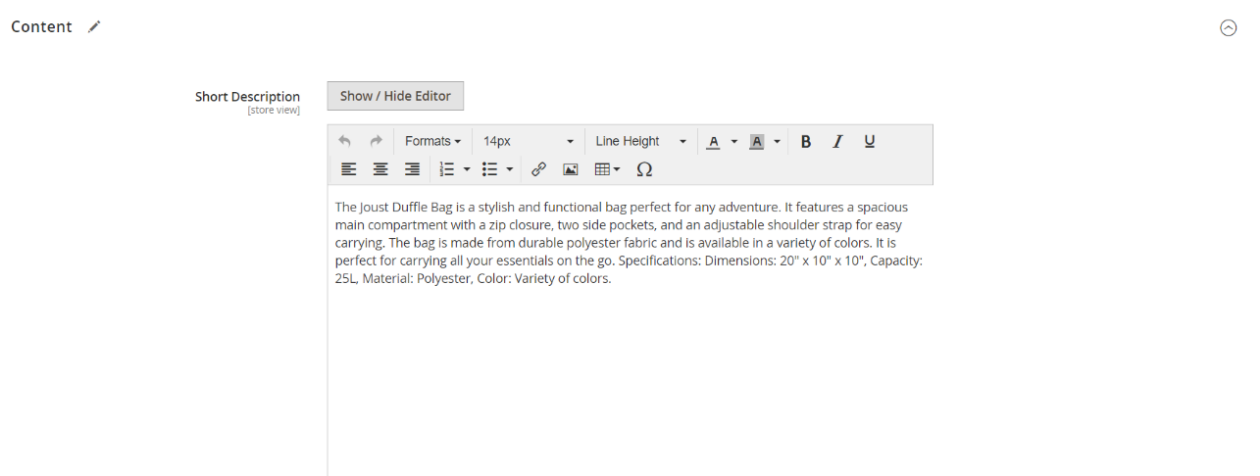 Content
Short Description
[store view]
Show / Hide Editor
Formats
14px
Line Height
A
A
B
I
U
Ω
The Joust Duffle Bag is a stylish and functional bag perfect for any adventure. It features a spacious
main compartment with a zip closure, two side pockets, and an adjustable shoulder strap for easy
carrying. The bag is made from durable polyester fabric and is available in a variety of colors. It is
perfect for carrying all your essentials on the go. Specifications: Dimensions: 20" x 10" x 10", Capacity:
25L, Material: Polyester, Color: Variety of colors.